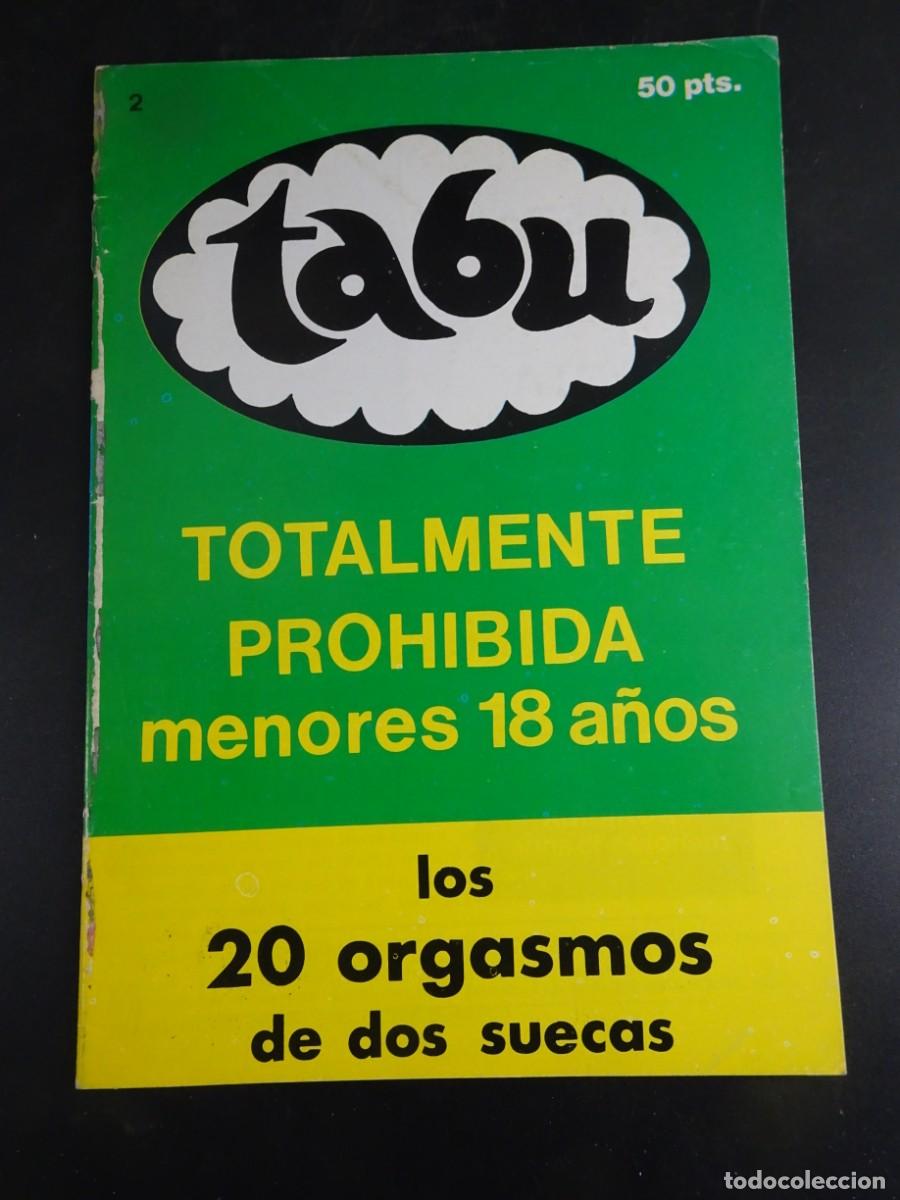 2
50 pts.
tabu
TOTALMENTE
PROHIBIDA
menores 18 años
los
20 orgasmos
de dos suecas
todocoleccion